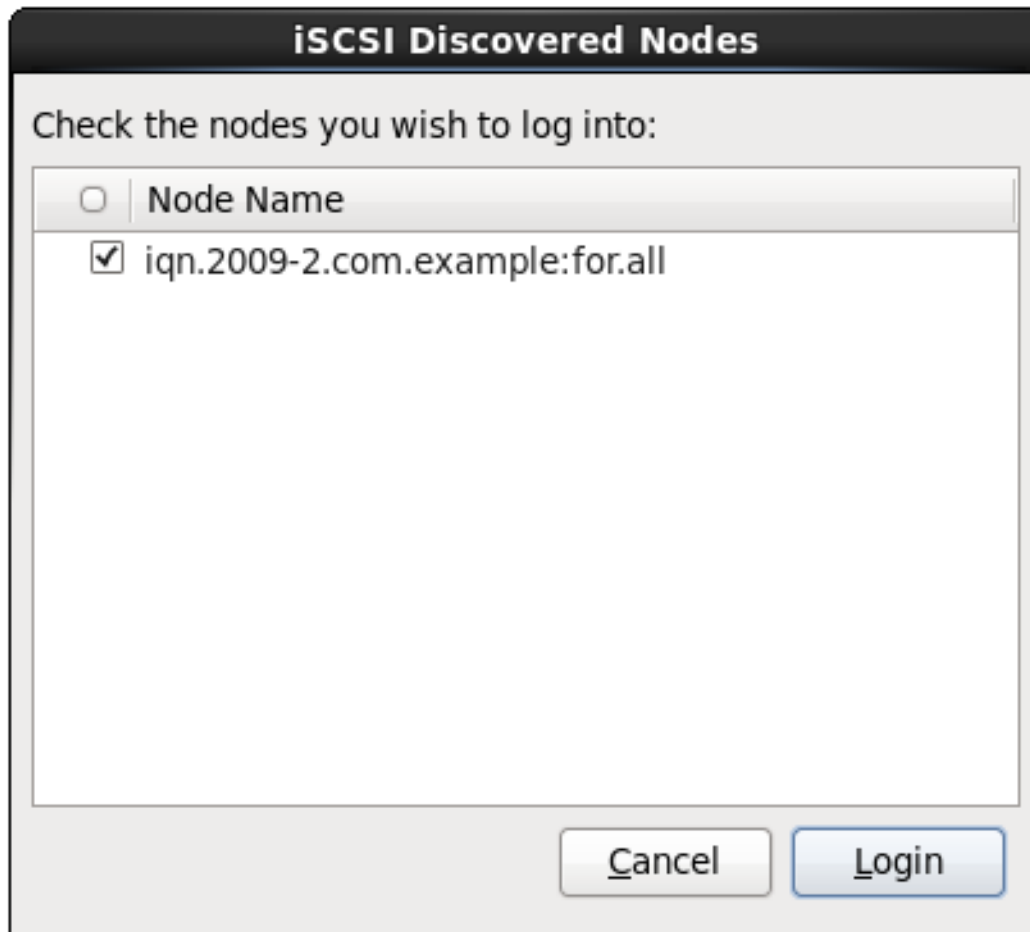 iSCSI Discovered Nodes
Check the nodes you wish to log into:
Node Name
iqn.2009-2.com.example:for.all
Cancel Login